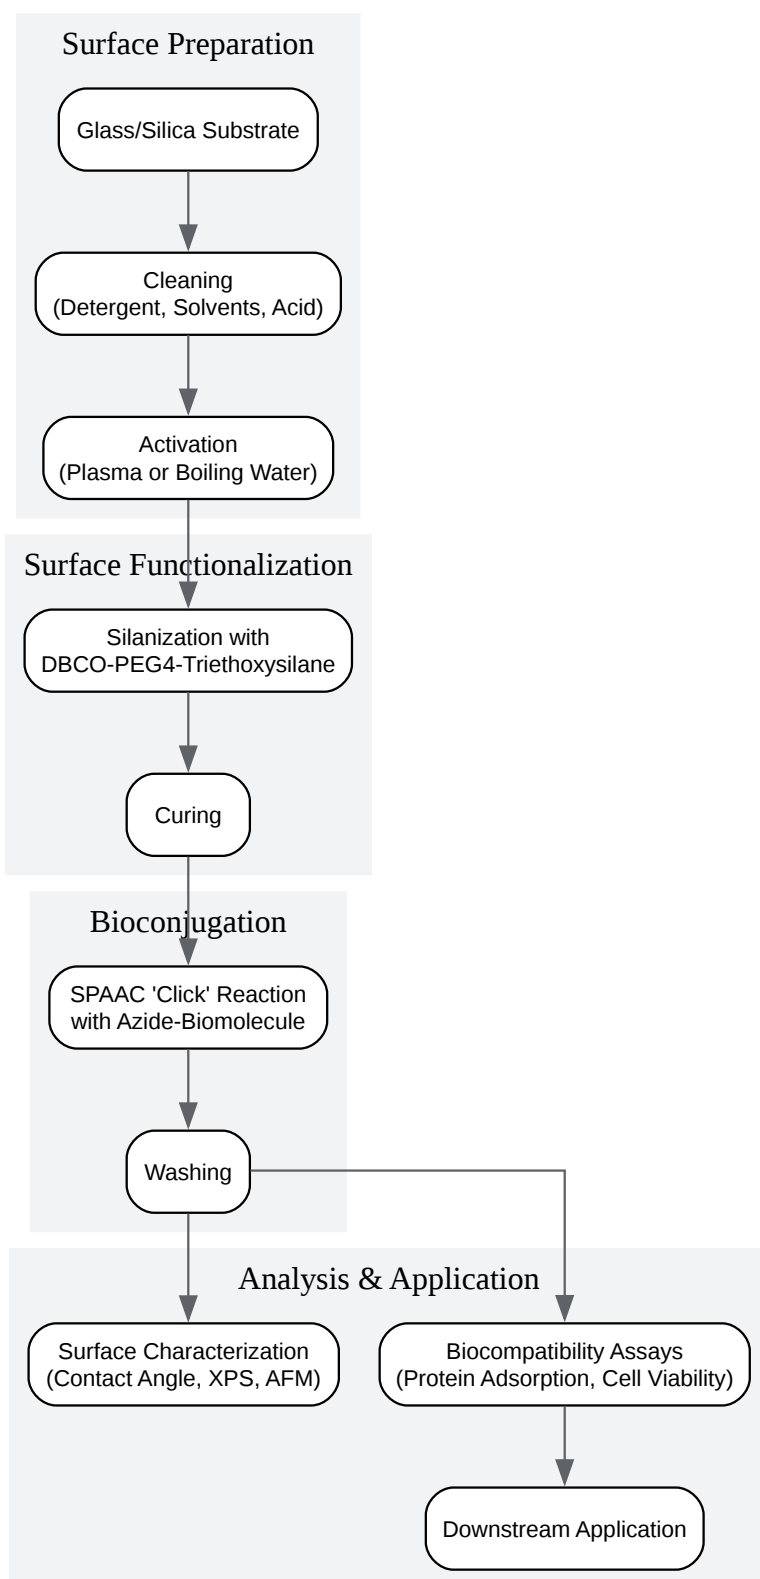 Surface Preparation
Glass/Silica Substrate
Cleaning
(Detergent, Solvents, Acid)
Activation
(Plasma or Boiling Water)
Surface Functionalization
Silanization with
DBCO-PEG4-Triethoxysilane
Curing
Bioconjugation
SPAAC 'Click' Reaction
with Azide-Biomolecule
Washing
Analysis & Application
Surface Characterization
(Contact Angle, XPS, AFM)
Biocompatibility Assays
(Protein Adsorption, Cell Viability)
Downstream Application